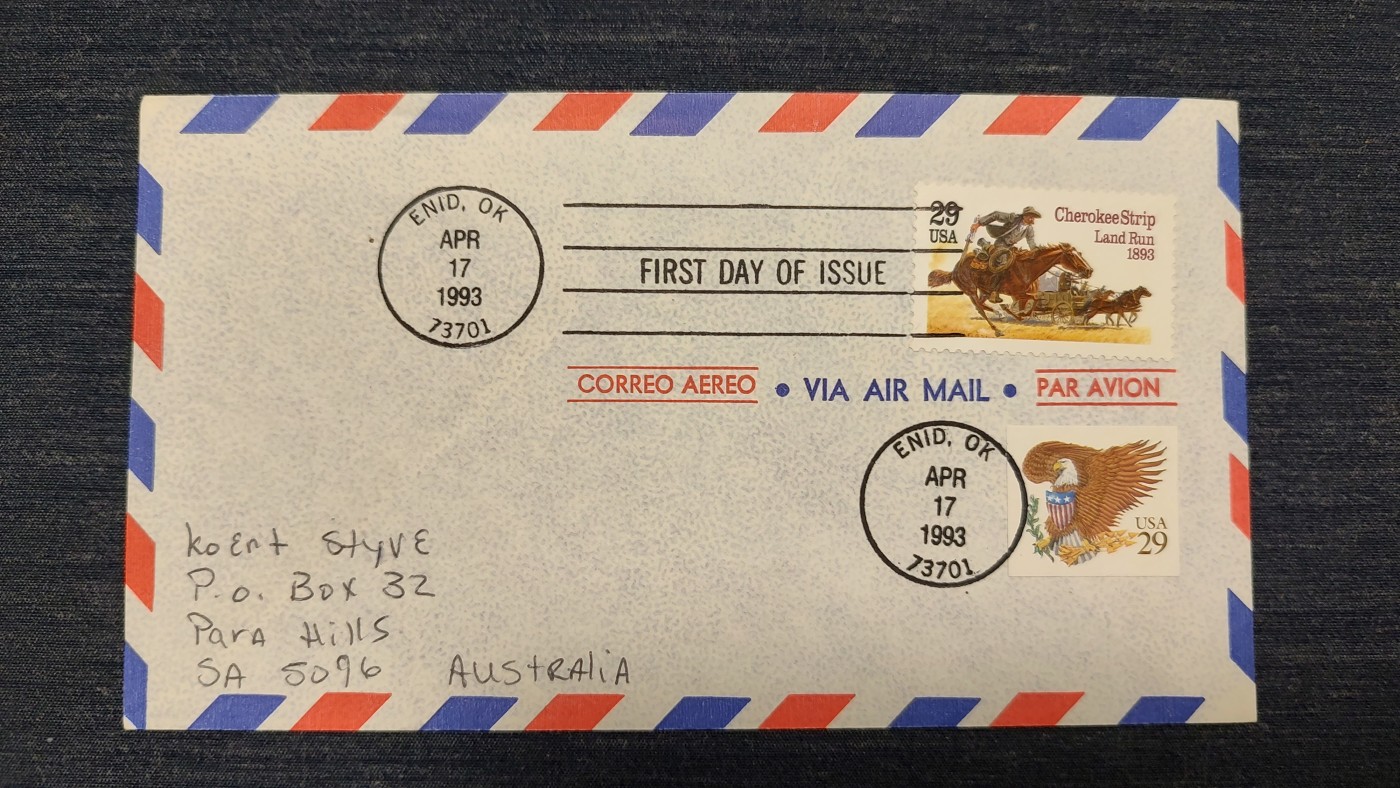 ENID, OK
APR
17
1993
73701
FIRST DAY OF ISSUE
29
USA
Cherokee Strip
Land Run
1893
CORREO AEREO • VIA AIR MAIL • PAR AVION
ENID, OK
APR
17
1993
73701
USA
29
Styve
P.o. Box 32
Para Hills
SA 5096 Australia